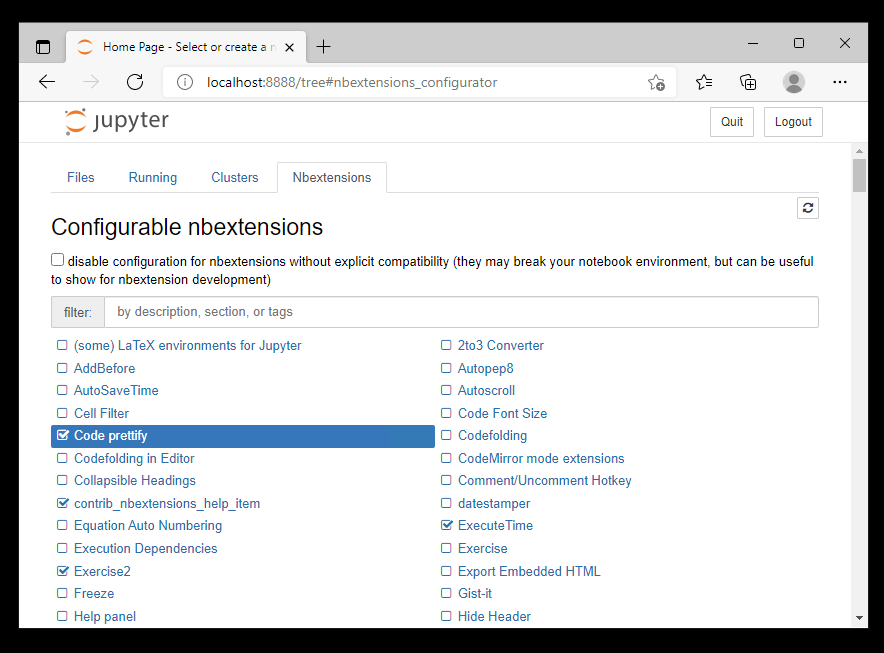 Home Page - Select or create a n
localhost:8888/tree#nbextensions_configurator
jupyter
Quit
Logout
Files
Running
Clusters
Nbextensions
Configurable nbextensions
disable configuration for nbextensions without explicit compatibility (they may break your notebook environment, but can be useful
to show for nbextension development)
filter:
by description, section, or tags
(some) LaTeX environments for Jupyter
2to3 Converter
AddBefore
Autopep8
AutoSaveTime
Autoscroll
Cell Filter
Code Font Size
Code prettify
Codefolding
Codefolding in Editor
CodeMirror mode extensions
Collapsible Headings
Comment/Uncomment Hotkey
contrib_nbextensions_help_item
datestamper
Equation Auto Numbering
ExecuteTime
Execution Dependencies
Exercise
Exercise2
Export Embedded HTML
Freeze
Gist-it
Help panel
Hide Header